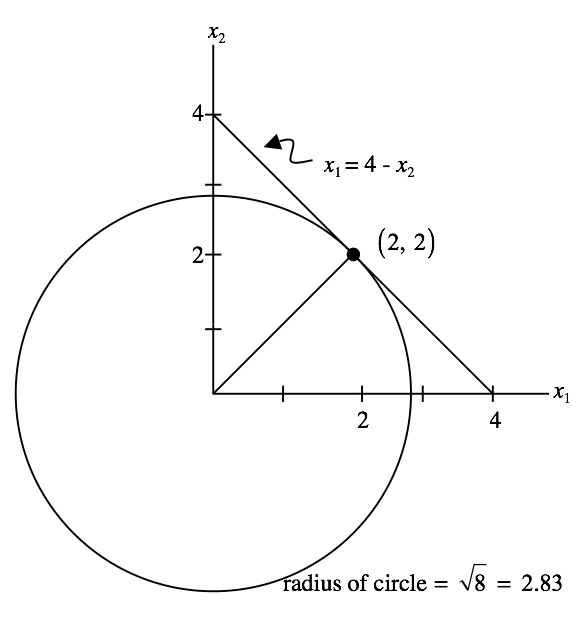 x₂
4
x₁ = 4 - x₂
(2, 2)
2
x₁
2
4
radius of circle = √8 = 2.83